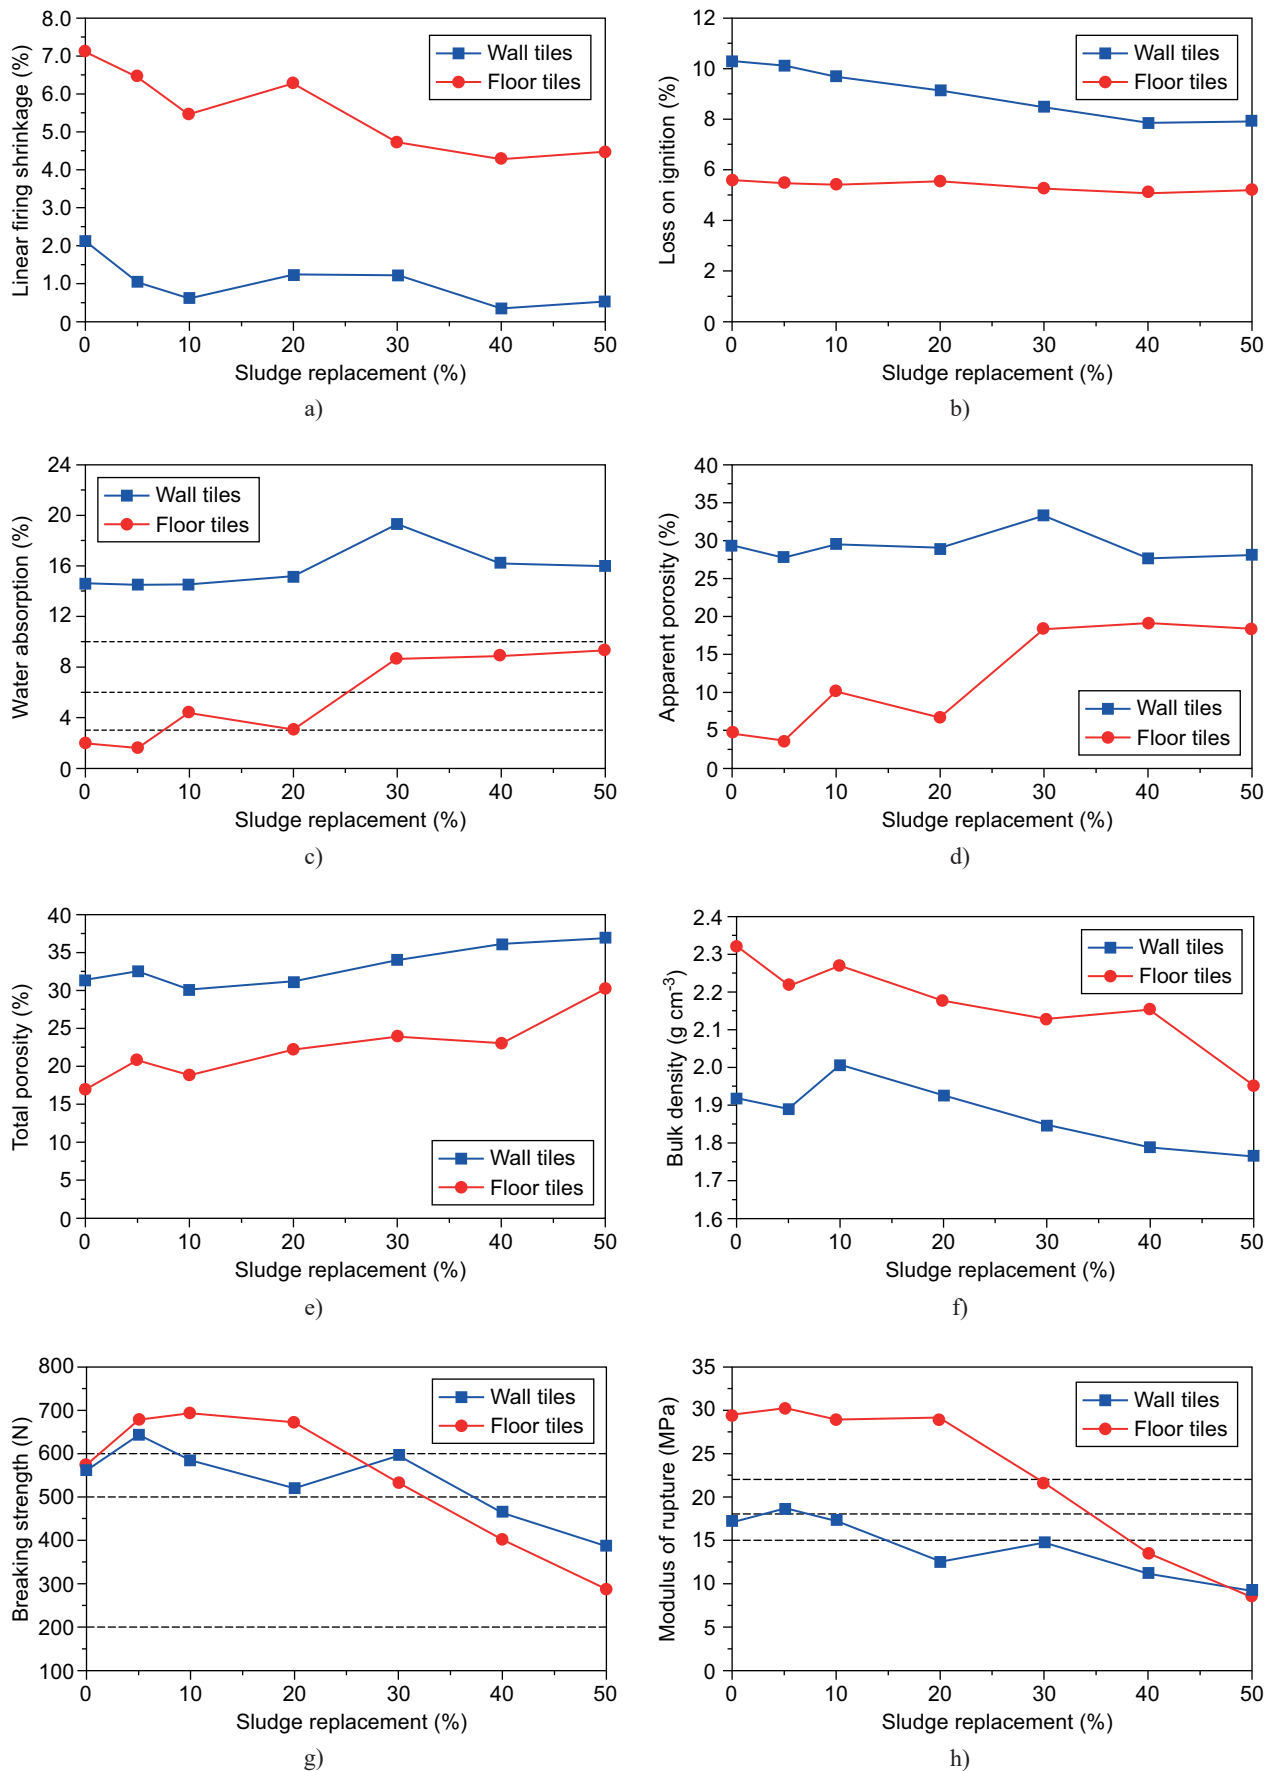 8.0
7.0
6.0
5.0
4.0
3.0
2.0
1.0
0
Linear firing shrinkage (%)
Wall tiles
Floor tiles
0 10 20 30 40 50
Sludge replacement (%)
a)
12
10
8
6
4
2
0
Loss on ignition (%)
Wall tiles
Floor tiles
0 10 20 30 40 50
Sludge replacement (%)
b)
24
20
16
12
8
4
0
Water absorption (%)
Wall tiles
Floor tiles
0 10 20 30 40 50
Sludge replacement (%)
c)
40
35
30
25
20
15
10
5
0
Apparent porosity (%)
Wall tiles
Floor tiles
0 10 20 30 40 50
Sludge replacement (%)
d)
40
35
30
25
20
15
10
5
0
Total porosity (%)
Wall tiles
Floor tiles
0 10 20 30 40 50
Sludge replacement (%)
e)
2.4
2.3
2.2
2.1
2.0
1.9
1.8
1.7
1.6
Bulk density (g cm⁻³)
Wall tiles
Floor tiles
0 10 20 30 40 50
Sludge replacement (%)
f)
800
700
600
500
400
300
200
100
Breaking strength (N)
Wall tiles
Floor tiles
0 10 20 30 40 50
Sludge replacement (%)
g)
35
30
25
20
15
10
5
0
Modulus of rupture (MPa)
Wall tiles
Floor tiles
0 10 20 30 40 50
Sludge replacement (%)
h)